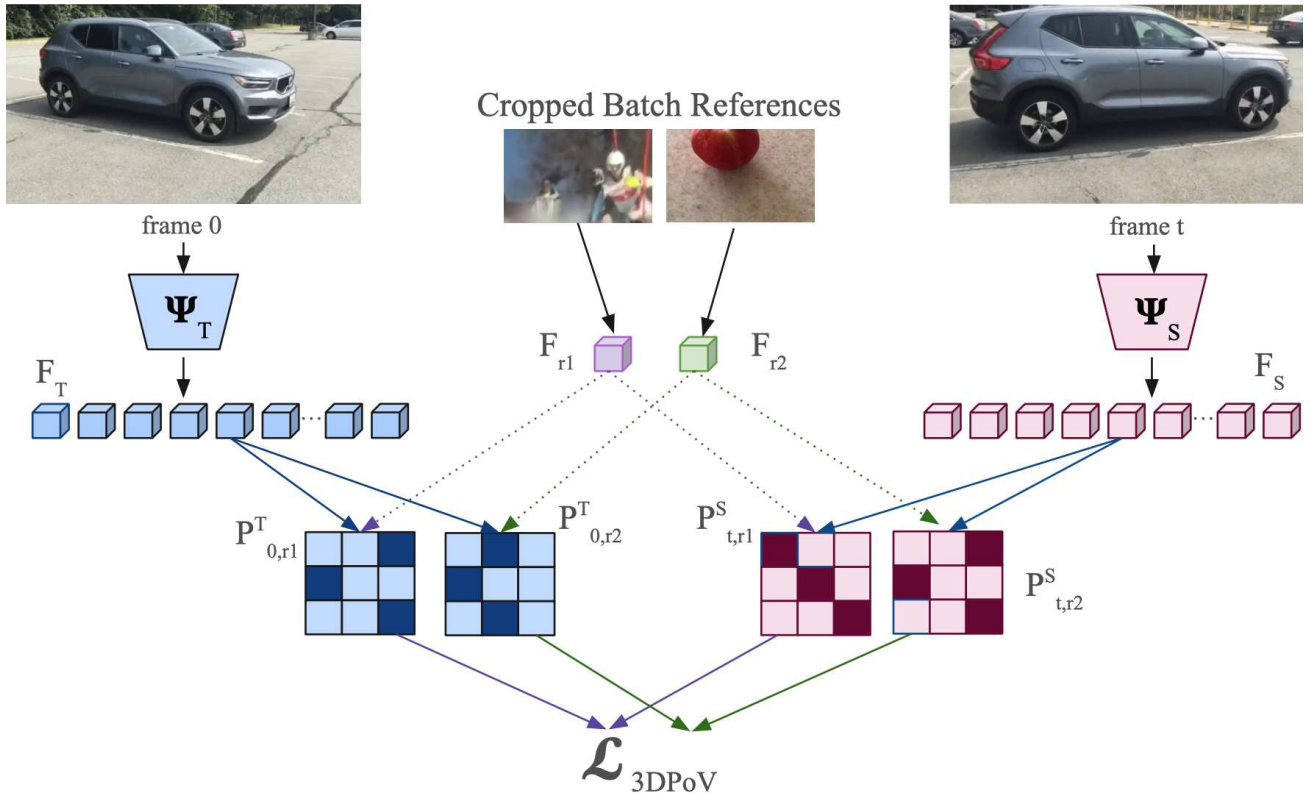 Cropped Batch References
frame 0
frame t
Ψ_T
Ψ_S
F_r1
F_r2
F_T
F_S
P^T_0,r1
P^T_0,r2
P^S_t,r1
P^S_t,r2
ℒ_3DPoV